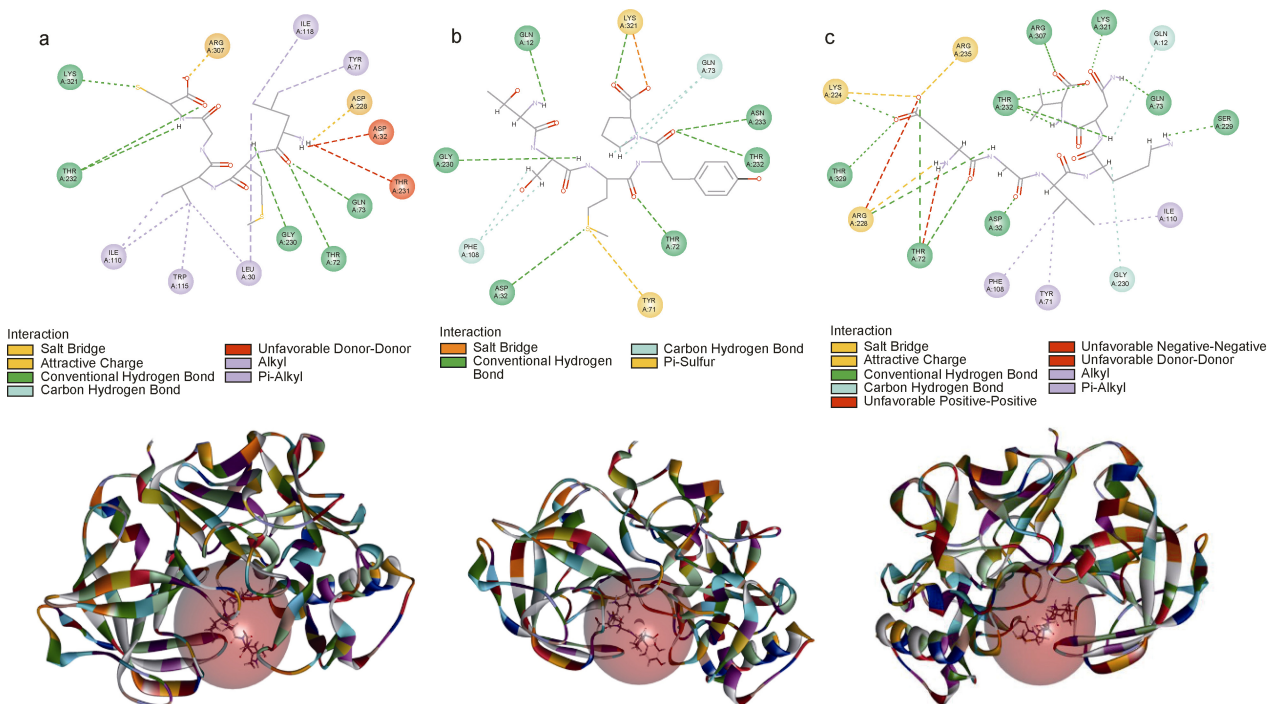 a
ILE
A:118
ARG
A:307
LYS
A:321
TYR
A:71
ASP
A:228
ASP
A:32
THR
A:231
THR
A:232
GLN
A:73
GLY
A:230
THR
A:72
ILE
A:110
TRP
A:115
LEU
A:30
H
H
H
Interaction
Salt Bridge
Attractive Charge
Conventional Hydrogen Bond
Carbon Hydrogen Bond
Unfavorable Donor-Donor
Alkyl
Pi-Alkyl
b
GLN
A:12
LYS
A:321
GLN
A:73
ASN
A:233
THR
A:232
GLY
A:230
PHE
A:108
ASP
A:32
THR
A:72
TYR
A:71
H
H
H
H
H
Interaction
Salt Bridge
Conventional Hydrogen
Bond
Carbon Hydrogen Bond
Pi-Sulfur
c
ARG
A:307
LYS
A:321
GLN
A:12
ARG
A:235
LYS
A:224
THR
A:232
GLN
A:73
SER
A:229
THR
A:329
ARG
A:228
ASP
A:32
THR
A:72
ILE
A:110
PHE
A:108
TYR
A:71
GLY
A:230
Interaction
Salt Bridge
Attractive Charge
Conventional Hydrogen Bond
Carbon Hydrogen Bond
Unfavorable Positive-Positive
Unfavorable Negative-Negative
Unfavorable Donor-Donor
Alkyl
Pi-Alkyl